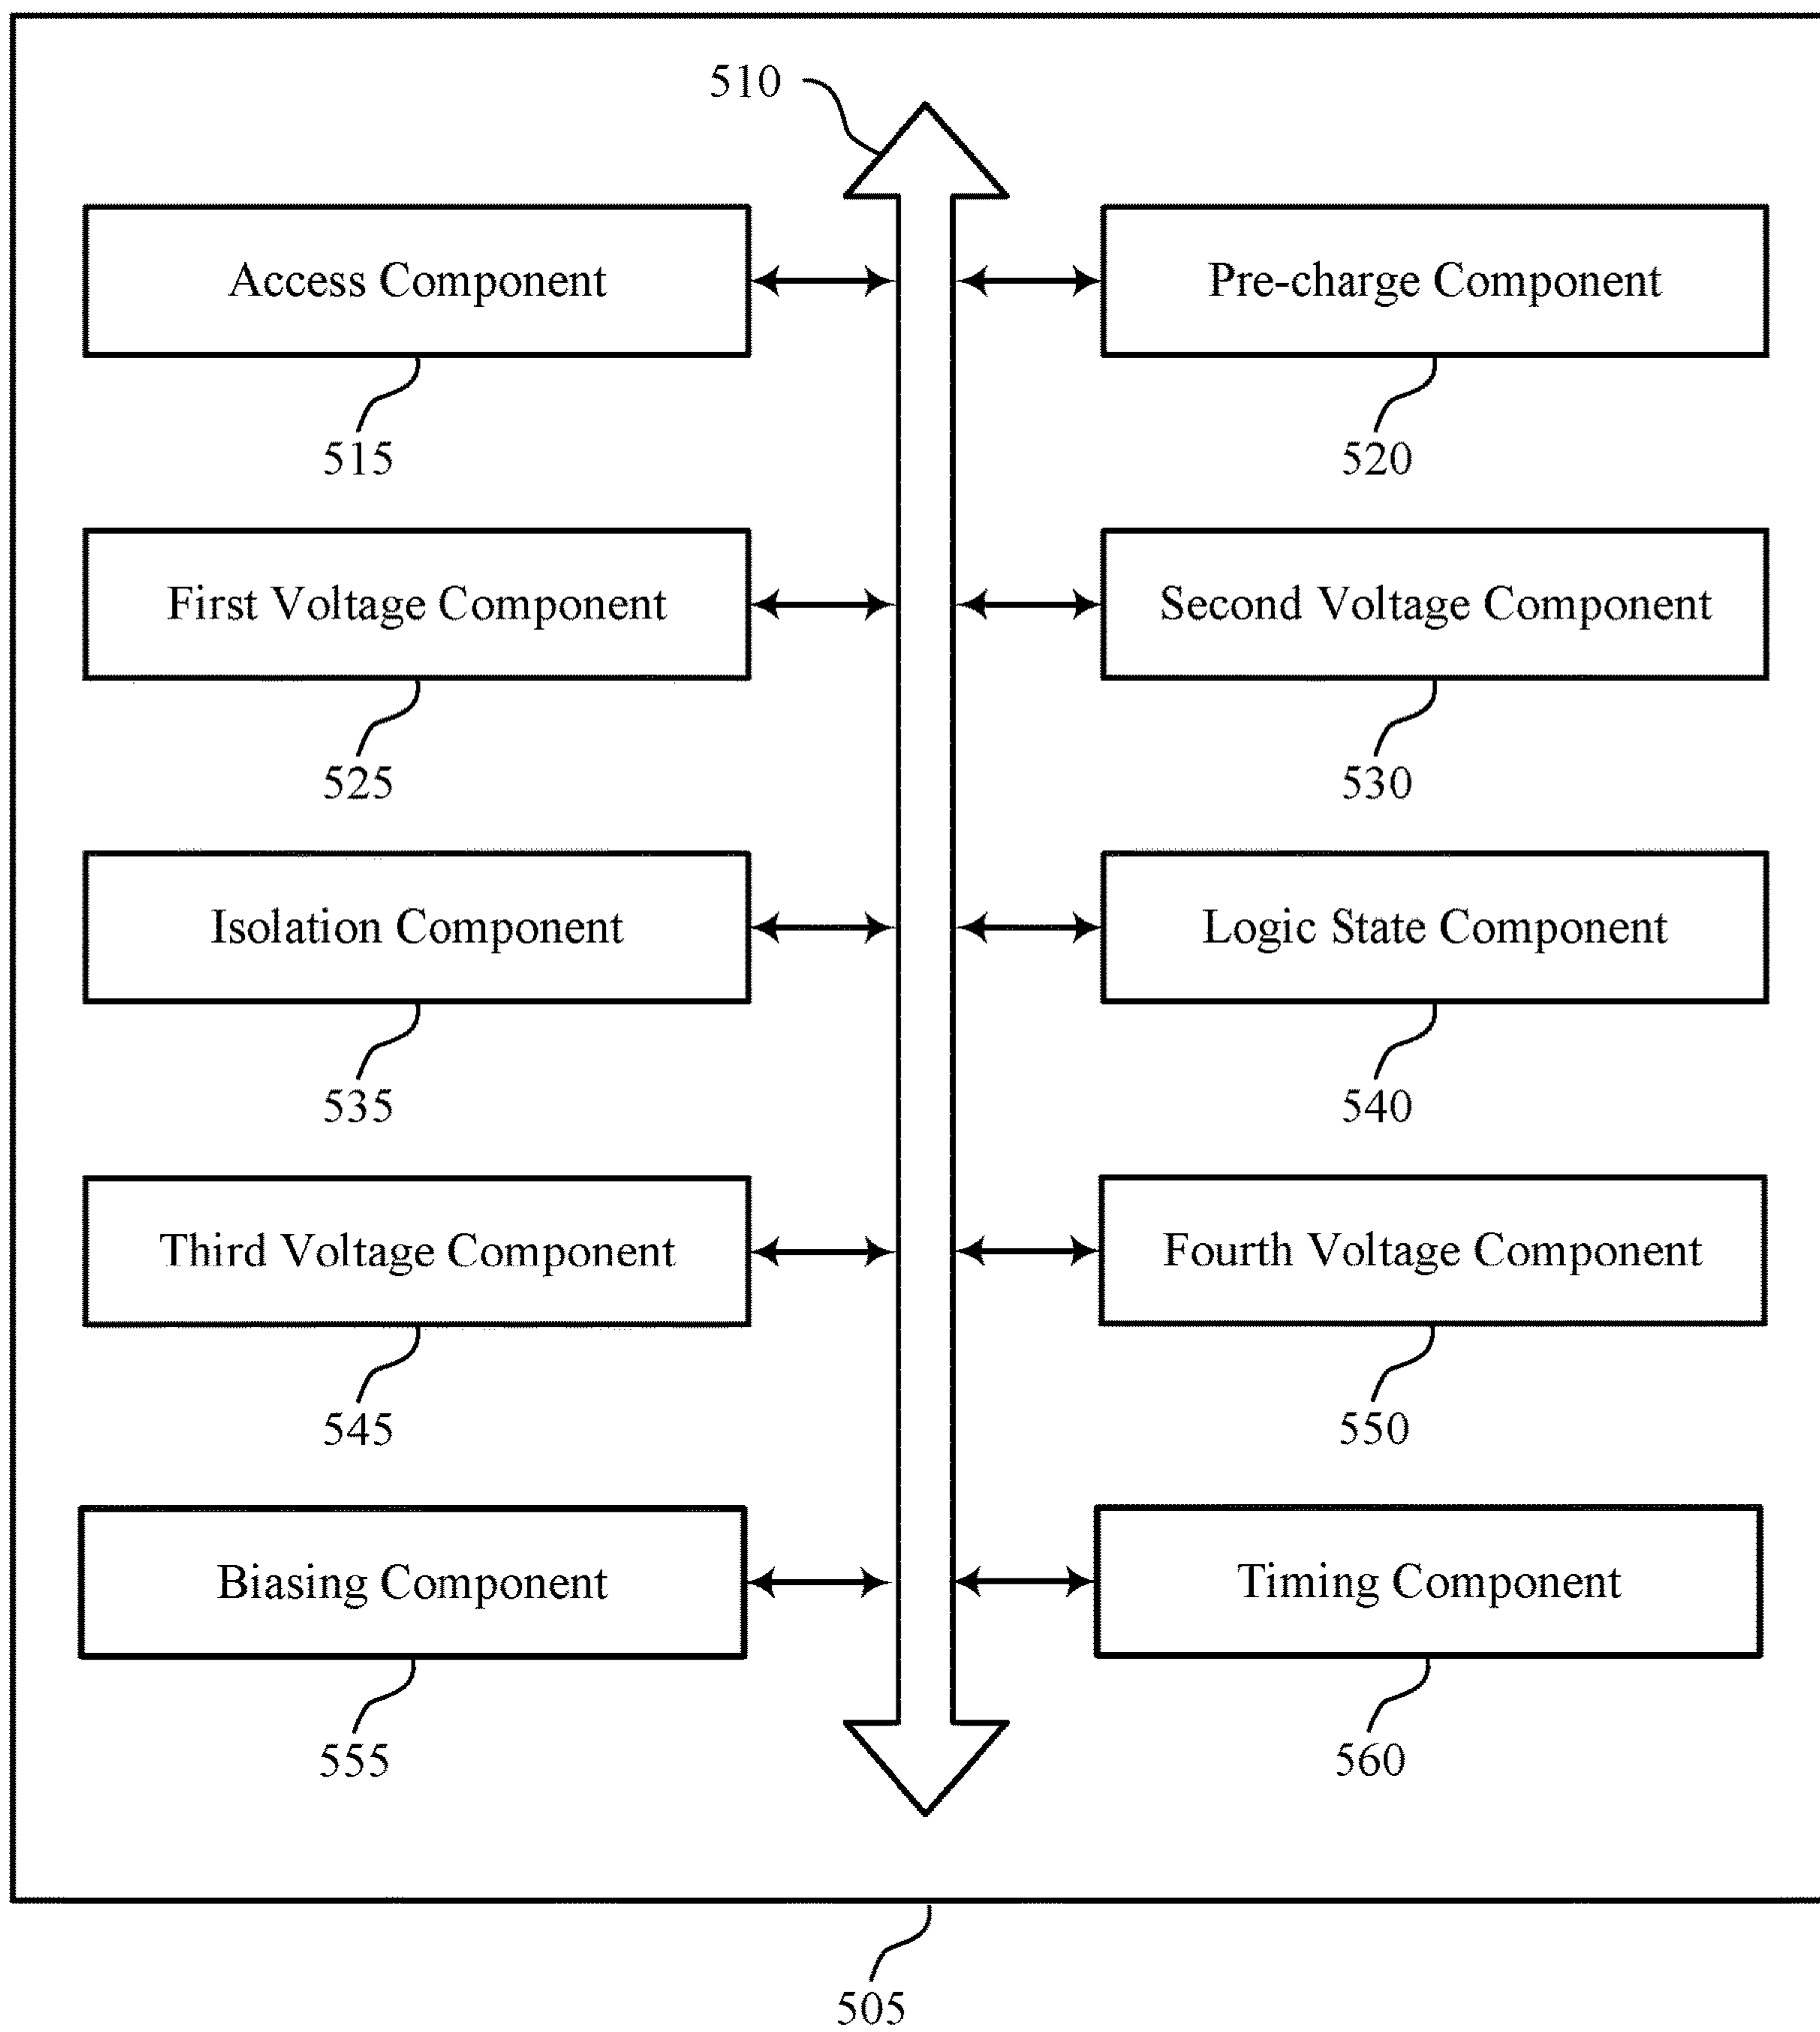 510
Access Component
Pre-charge Component
515
520
First Voltage Component
Second Voltage Component
525
530
Isolation Component
Logic State Component
535
540
Third Voltage Component
Fourth Voltage Component
545
550
Biasing Component
Timing Component
555
560
505